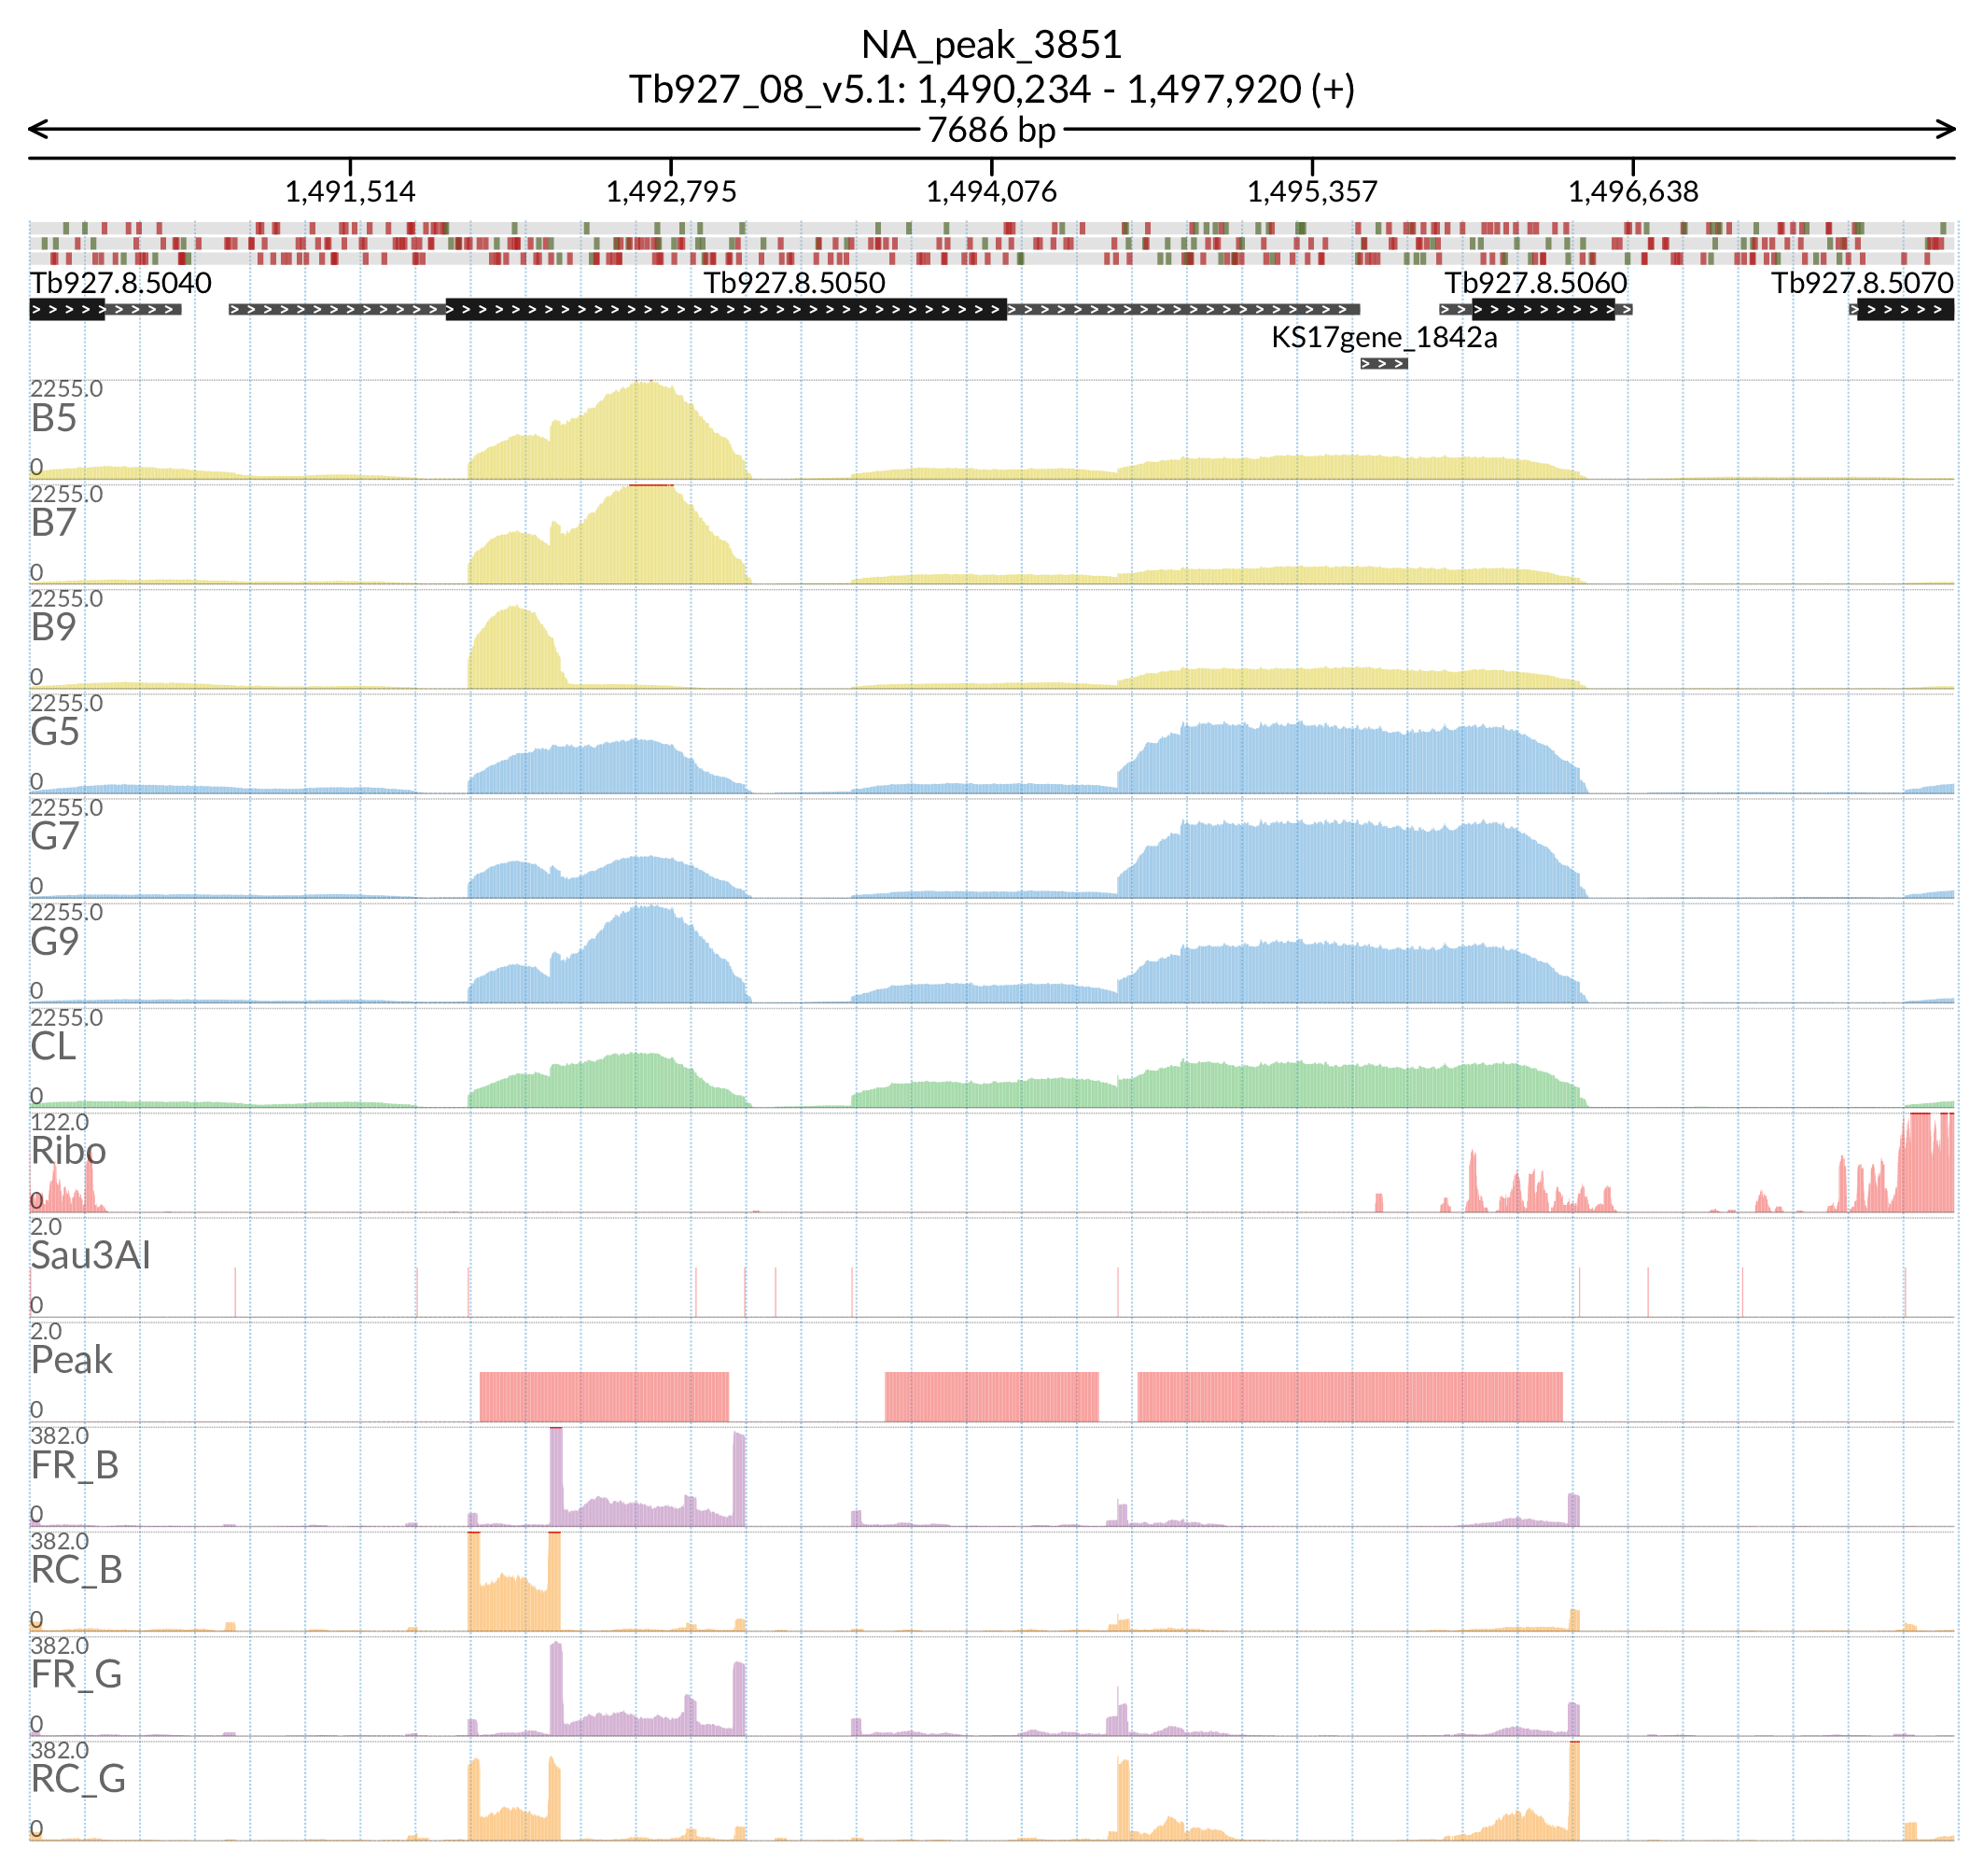 NA_peak_3851
Tb927_08_v5.1: 1,490,234 - 1,497,920 (+)
7686 bp
1,491,514 1,492,795 1,494,076 1,495,357 1,496,638
Tb927.8.5040 Tb927.8.5050 Tb927.8.5060 Tb927.8.5070
KS17gene_1842a
2255.0
B5
0
2255.0
B7
0
2255.0
B9
0
2255.0
G5
0
2255.0
G7
0
2255.0
G9
0
2255.0
CL
0
122.0
Ribo
0
2.0
Sau3AI
0
2.0
Peak
0
382.0
FR_B
0
382.0
RC_B
0
382.0
FR_G
0
382.0
RC_G
0